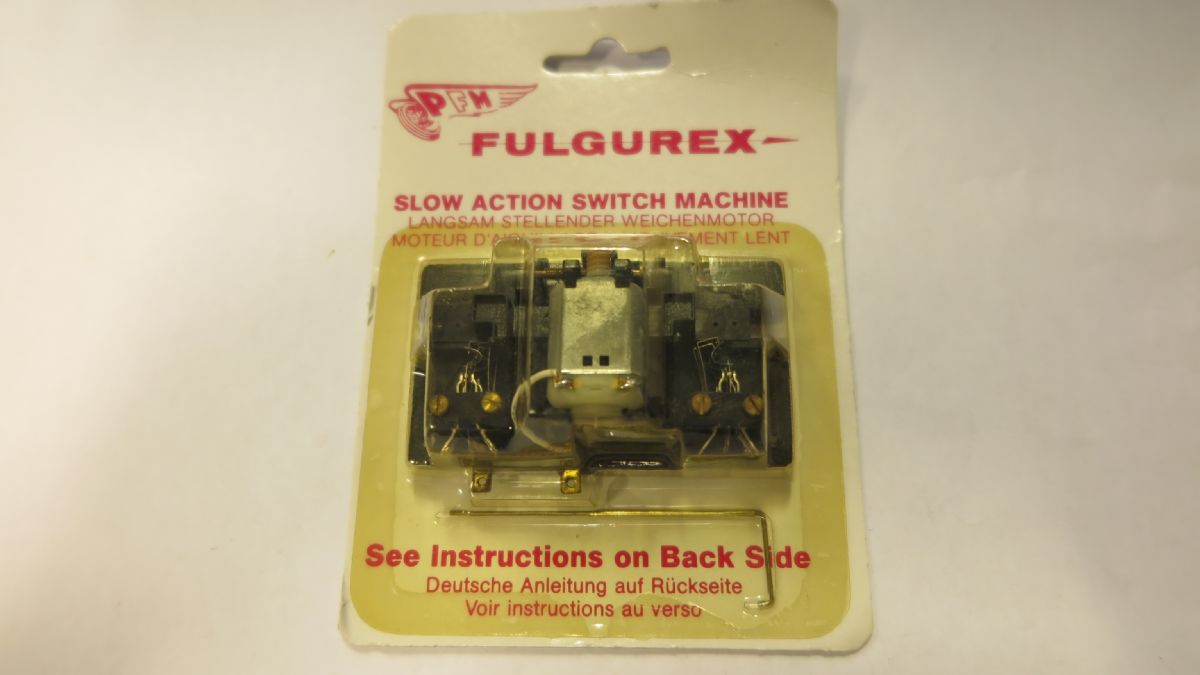 PFM
FULGUREX
SLOW ACTION SWITCH MACHINE
LANGSAM STELLENDER WEICHENMOTOR
MOTEUR LENT
See Instructions on Back Side
Deutsche Anleitung auf Rückseite
Voir instructions au verso